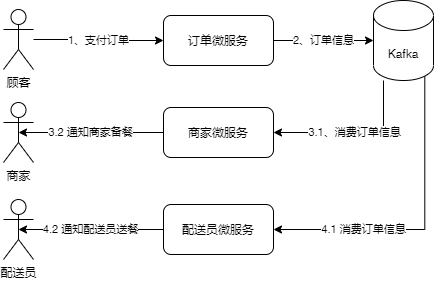 1、支付订单
订单微服务
2、订单信息
Kafka
顾客
3.2 通知商家备餐
商家微服务
3.1、消费订单信息
商家
4.2 通知配送员送餐
配送员微服务
4.1 消费订单信息
配送员